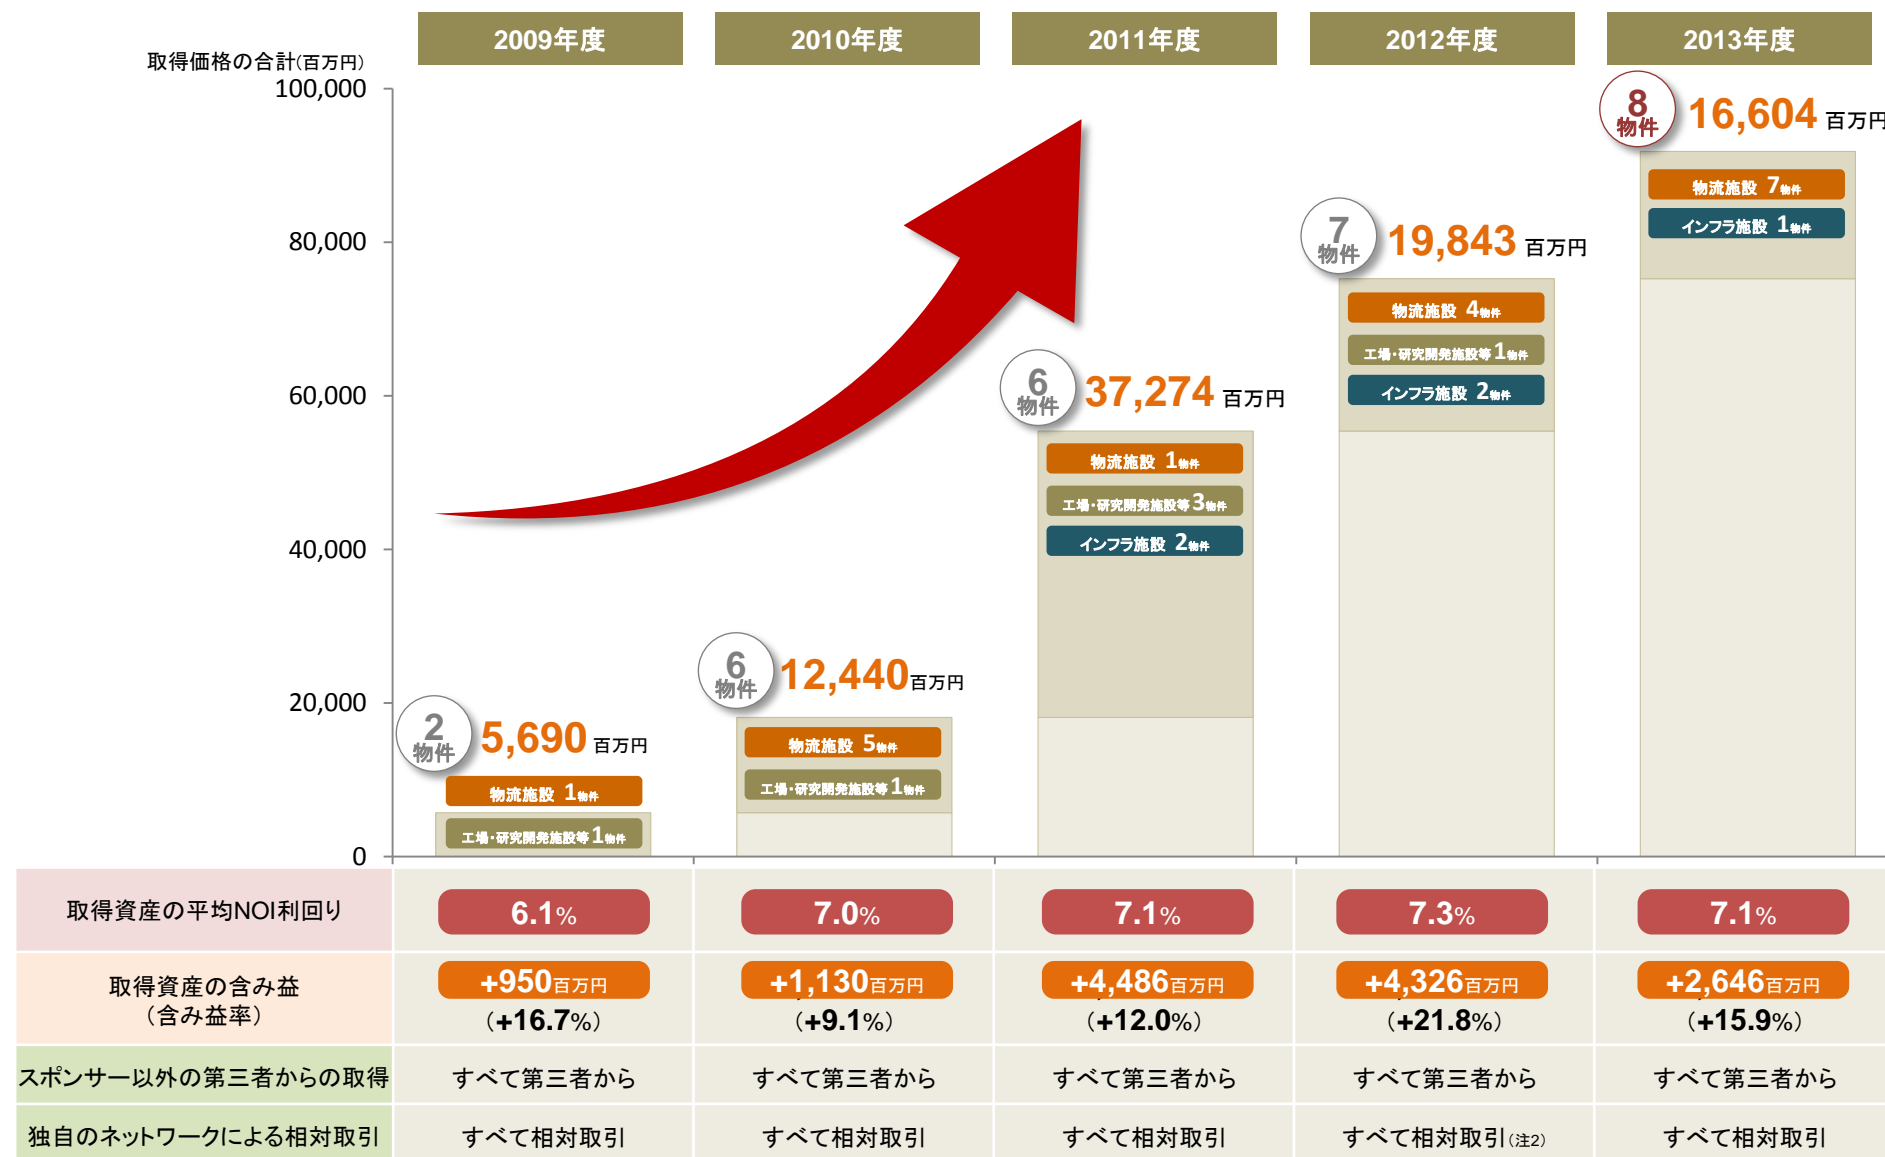 2009年度
2010年度
2011年度
2012年度
2013年度
取得価格の合計(百万円)
100,000
80,000
60,000
40,000
20,000
0
2
物件
5,690 百万円
物流施設 1物件
工場・研究開発施設等1物件
6
物件
12,440百万円
物流施設 5物件
工場・研究開発施設等1物件
6
物件
37,274 百万円
物流施設 1物件
工場・研究開発施設等3物件
インフラ施設 2物件
7
物件
19,843 百万円
物流施設 4物件
工場・研究開発施設等1物件
インフラ施設 2物件
8
物件
16,604 百万円
物流施設 7物件
インフラ施設 1物件
取得資産の平均NOI利回り
6.1%
7.0%
7.1%
7.3%
7.1%
取得資産の含み益
（含み益率）
+950百万円
（+16.7%）
+1,130百万円
（+9.1%）
+4,486百万円
（+12.0%）
+4,326百万円
（+21.8%）
+2,646百万円
（+15.9%）
スポンサー以外の第三者からの取得
すべて第三者から
すべて第三者から
すべて第三者から
すべて第三者から
すべて第三者から
独自のネットワークによる相対取引
すべて相対取引
すべて相対取引
すべて相対取引
すべて相対取引(注2)
すべて相対取引